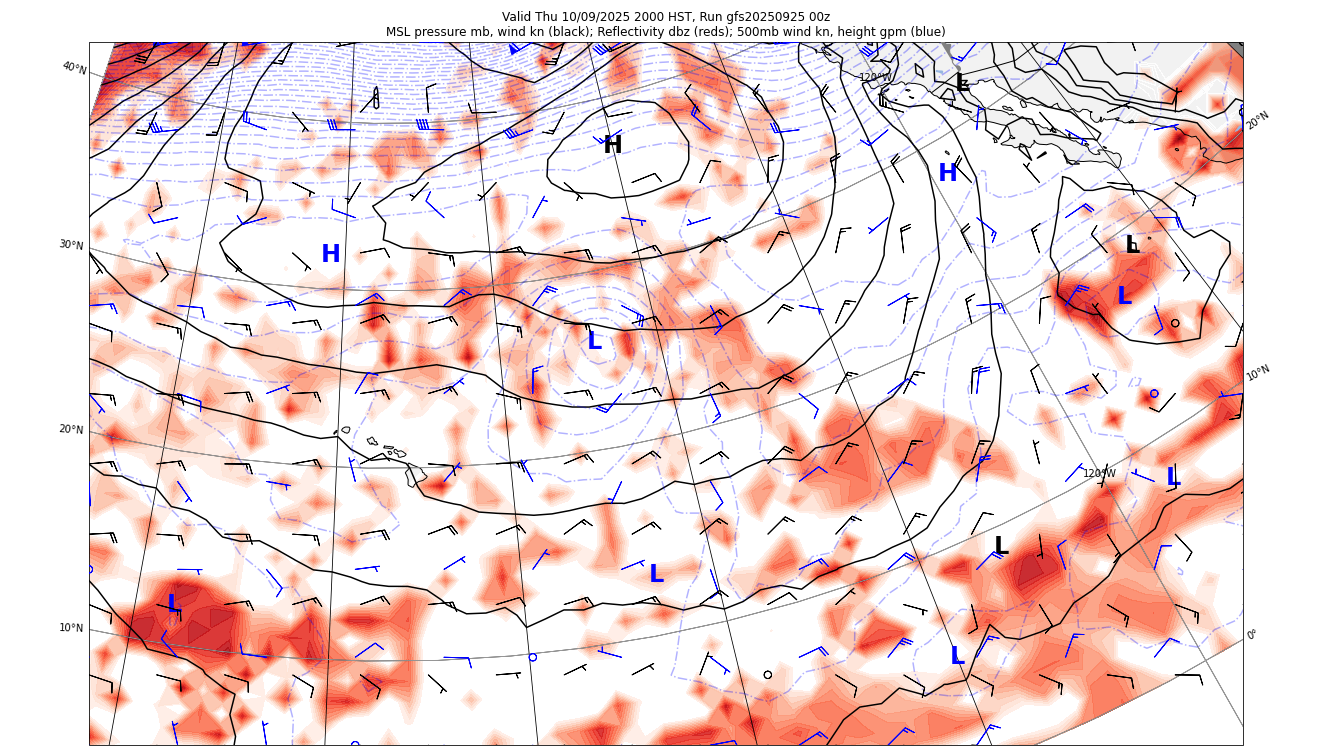 Valid Thu 10/09/2025 2000 HST, Run gfs20250925 00z
MSL pressure mb, wind kn (black); Reflectivity dbz (reds); 500mb wind kn, height gpm (blue)
40°N
120°W
L
20°N
H
H
30°N
H
L
L
L
10°N
20°N
120°W
L
L
L
L
10°N
0°
L